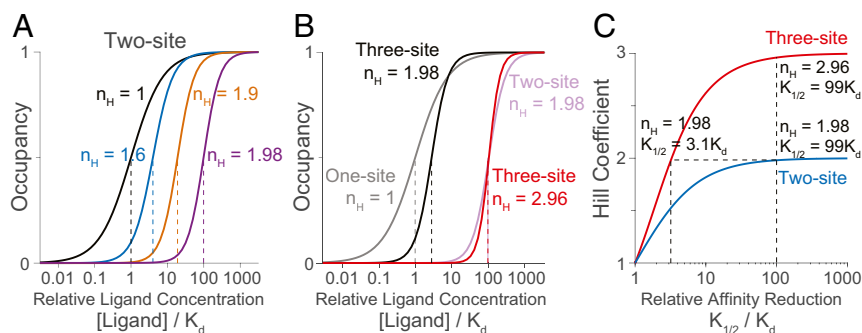 A
Two-site
Occupancy
1
0
n_H = 1
n_H = 1.9
n_H = 1.6
n_H = 1.98
0.01 0.1 1 10 100 1000
Relative Ligand Concentration
[Ligand] / K_d
B
Occupancy
1
0
Three-site
n_H = 1.98
Two-site
n_H = 1.98
One-site
n_H = 1
Three-site
n_H = 2.96
0.01 0.1 1 10 100 1000
Relative Ligand Concentration
[Ligand] / K_d
C
Hill Coefficient
3
2
1
Three-site
n_H = 2.96
K_1/2 = 99K_d
n_H = 1.98
K_1/2 = 3.1K_d
n_H = 1.98
K_1/2 = 99K_d
Two-site
1 10 100 1000
Relative Affinity Reduction
K_1/2 / K_d